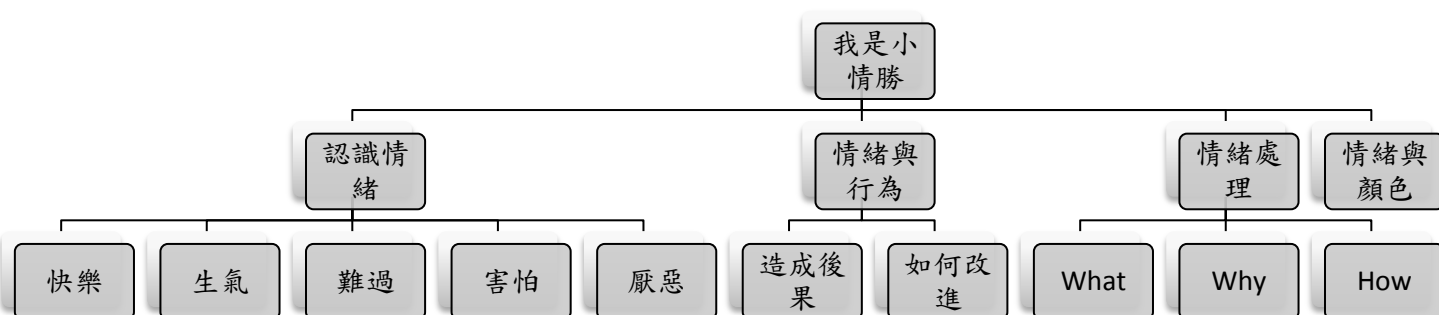 我是小
情勝
認識情
緒
情緒與
行為
情緒處
理
情緒與
顏色
快樂
生氣
難過
害怕
厭惡
造成後
果
如何改
進
What
Why
How